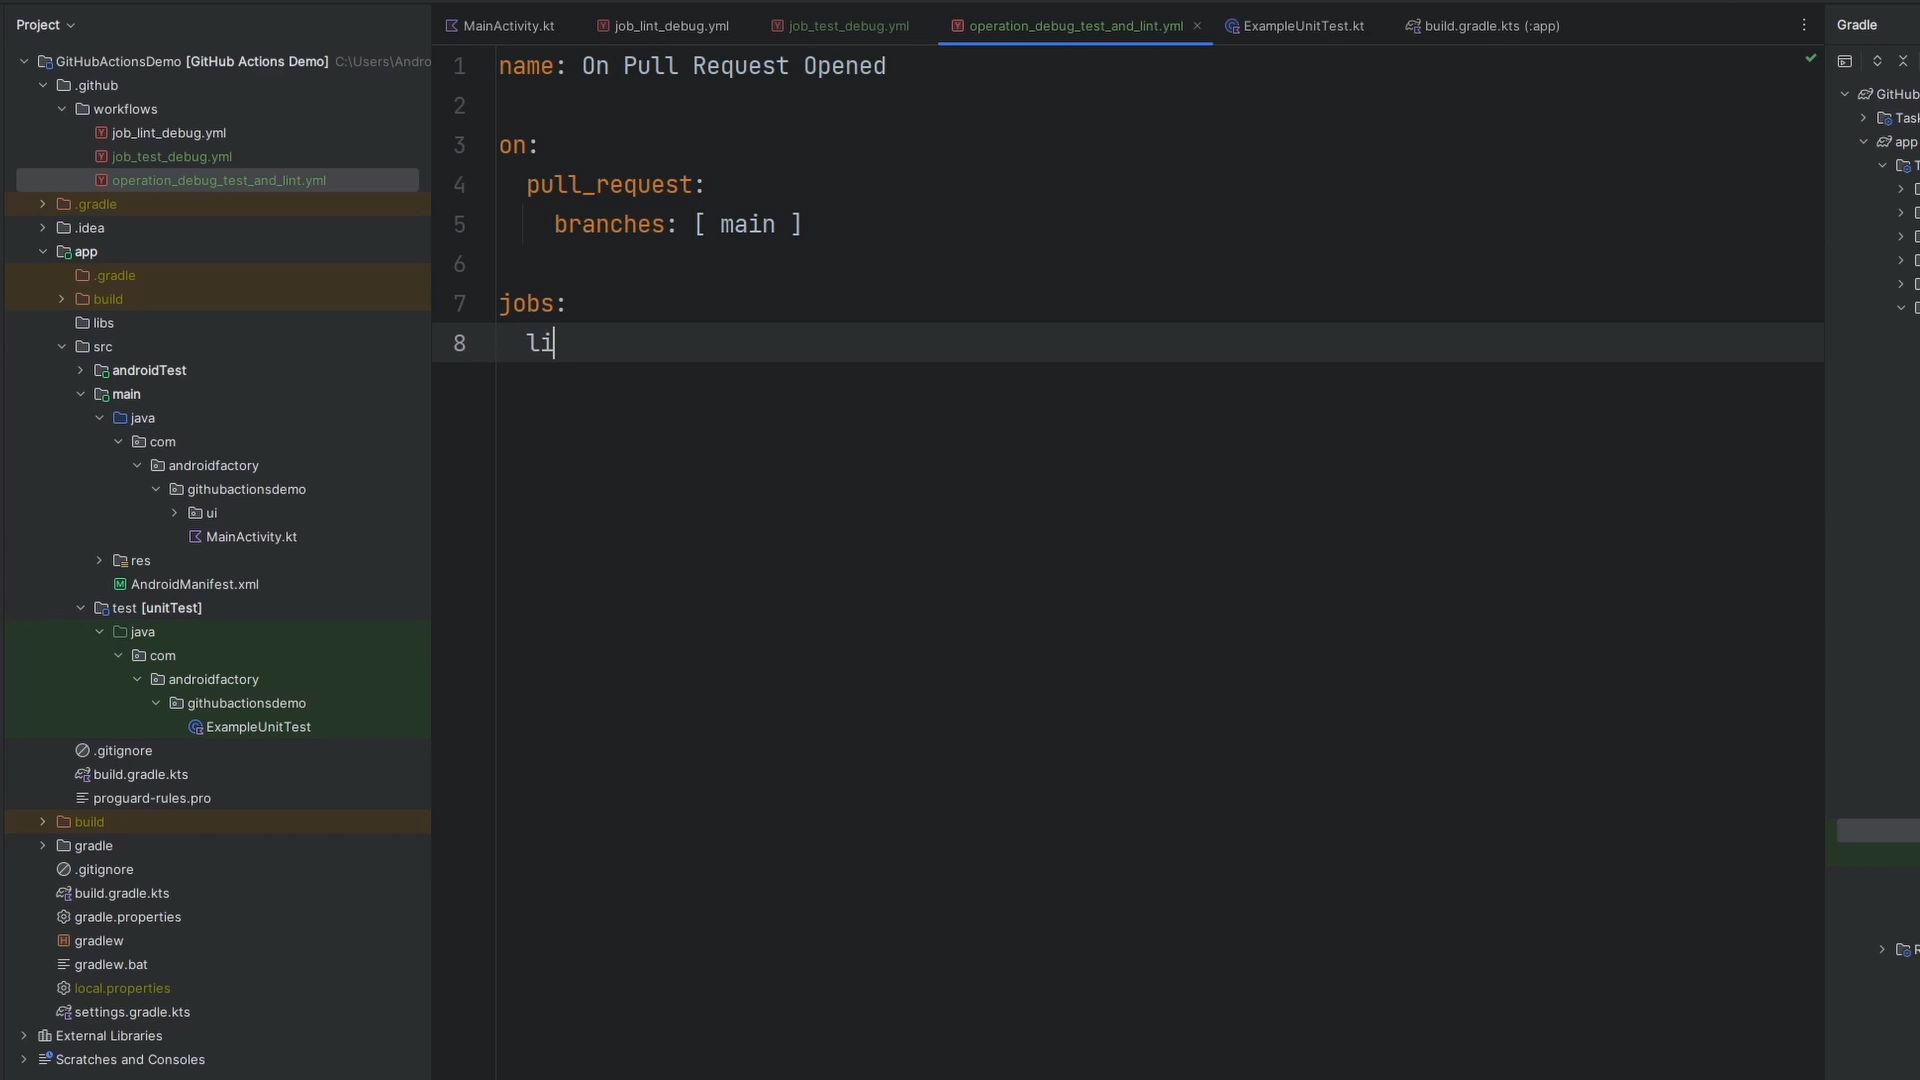 Project
MainActivity.kt
job_lint_debug.yml
job_test_debug.yml
operation_debug_test_and_lint.yml
ExampleUnitTest.kt
build.gradle.kts (:app)
Gradle
GitHubActionsDemo [GitHub Actions Demo] C:\Users\Andro
.github
workflows
job_lint_debug.yml
job_test_debug.yml
operation_debug_test_and_lint.yml
.gradle
.idea
app
.gradle
build
libs
src
androidTest
main
java
com
androidfactory
githubactionsdemo
ui
MainActivity.kt
res
AndroidManifest.xml
test [unitTest]
java
com
androidfactory
githubactionsdemo
ExampleUnitTest
.gitignore
build.gradle.kts
proguard-rules.pro
build
gradle
.gitignore
build.gradle.kts
gradle.properties
gradlew
gradlew.bat
local.properties
settings.gradle.kts
External Libraries
Scratches and Consoles
1 name: On Pull Request Opened
2
3 on:
4 pull_request:
5 branches: [ main ]
6
7 jobs:
8 li
GitHub
Task
app